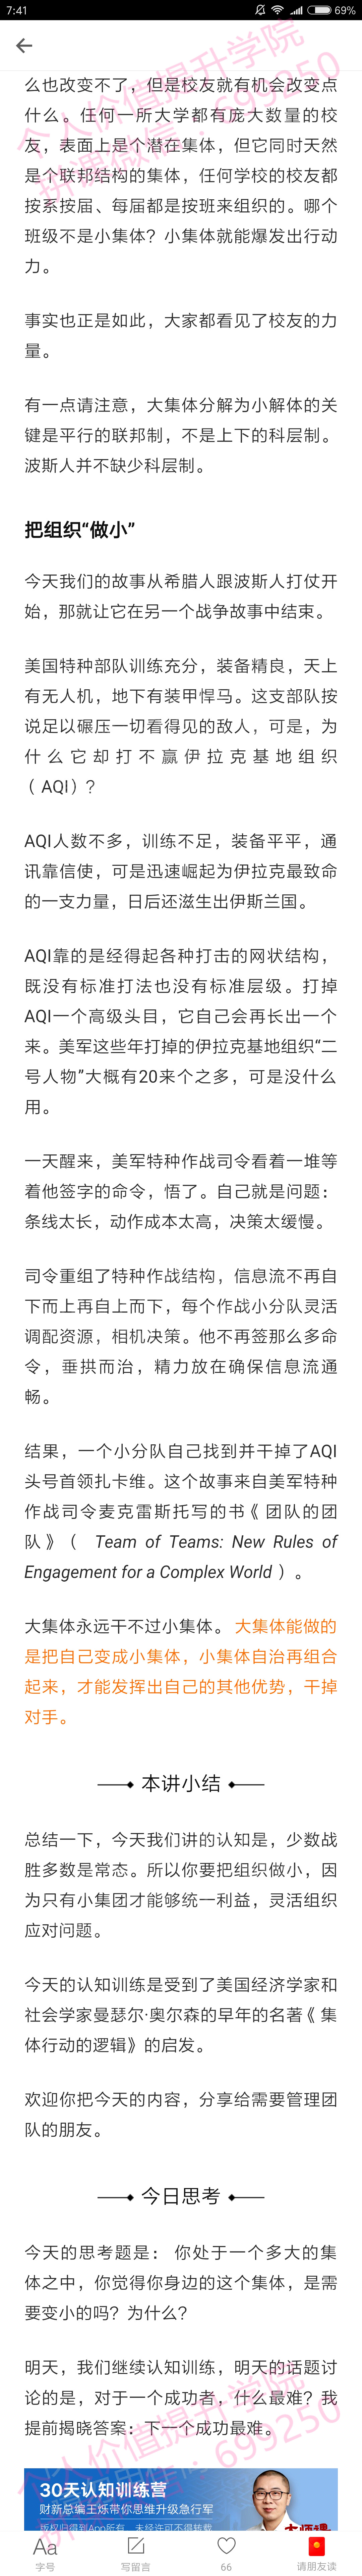 7:41
69%
么也改变不了，但是校友就有机会改变点
什么。任何一所大学都有庞大数量的校
友，表面上是个潜在集体，但它同时天然
是个联邦结构的集体，任何学校的校友都
按系按届、每届都是按班来组织的。哪个
班级不是小集体？小集体就能爆发出行动
力。
事实也正是如此，大家都看见了校友的力
量。
有一点请注意，大集体分解为小解体的关
键是平行的联邦制，不是上下的科层制。
波斯人并不缺少科层制。
把组织“做小”
今天我们的故事从希腊人跟波斯人打仗开
始，那就让它在另一个战争故事中结束。
美国特种部队训练充分，装备精良，天上
有无人机，地下有装甲悍马。这支部队按
说足以碾压一切看得见的敌人，可是，为
什么它却打不赢伊拉克基地组织
（AQI）？
AQI人数不多，训练不足，装备平平，通
讯靠信使，可是迅速崛起为伊拉克最致命
的一支力量，日后还滋生出伊斯兰国。
AQI靠的是经得起各种打击的网状结构，
既没有标准打法也没有标准层级。打掉
AQI一个高级头目，它自己会再长出一个
来。美军这些年打掉的伊拉克基地组织“二
号人物”大概有20来个之多，可是没什么
用。
一天醒来，美军特种作战司令看着一堆等
着他签字的命令，悟了。自己就是问题：
条线太长，动作成本太高，决策太缓慢。
司令重组了特种作战结构，信息流不再自
下而上再自上而下，每个作战小分队灵活
调配资源，相机决策。他不再签那么多命
令，垂拱而治，精力放在确保信息流通
畅。
结果，一个小分队自己找到并干掉了AQI
头号首领扎卡维。这个故事来自美军特种
作战司令麦克雷斯托写的书《团队的团
队》（ Team of Teams: New Rules of
Engagement for a Complex World ）。
大集体永远干不过小集体。大集体能做的
是把自己变成小集体，小集体自治再组合
起来，才能发挥出自己的其他优势，干掉
对手。
本讲小结
总结一下，今天我们讲的认知是，少数战
胜多数是常态。所以你要把组织做小，因
为只有小集团才能够统一利益，灵活组织
应对问题。
今天的认知训练是受到了美国经济学家和
社会学家曼瑟尔·奥尔森的早年的名著《集
体行动的逻辑》的启发。
欢迎你把今天的内容，分享给需要管理团
队的朋友。
今日思考
今天的思考题是： 你处于一个多大的集
体之中，你觉得你身边的这个集体，是需
要变小的吗？为什么？
明天，我们继续认知训练，明天的话题讨
论的是，对于一个成功者，什么最难？我
提前揭晓答案：下一个成功最难。
个人价值提升学院
拼课微信：699250
个人价值提升学院
：699250
30天认知训练营
财新总编王烁带你思维升级急行军
版权归得到App所有，未经许可不得转载
大师课
Aa
字号
写留言
66
请朋友读